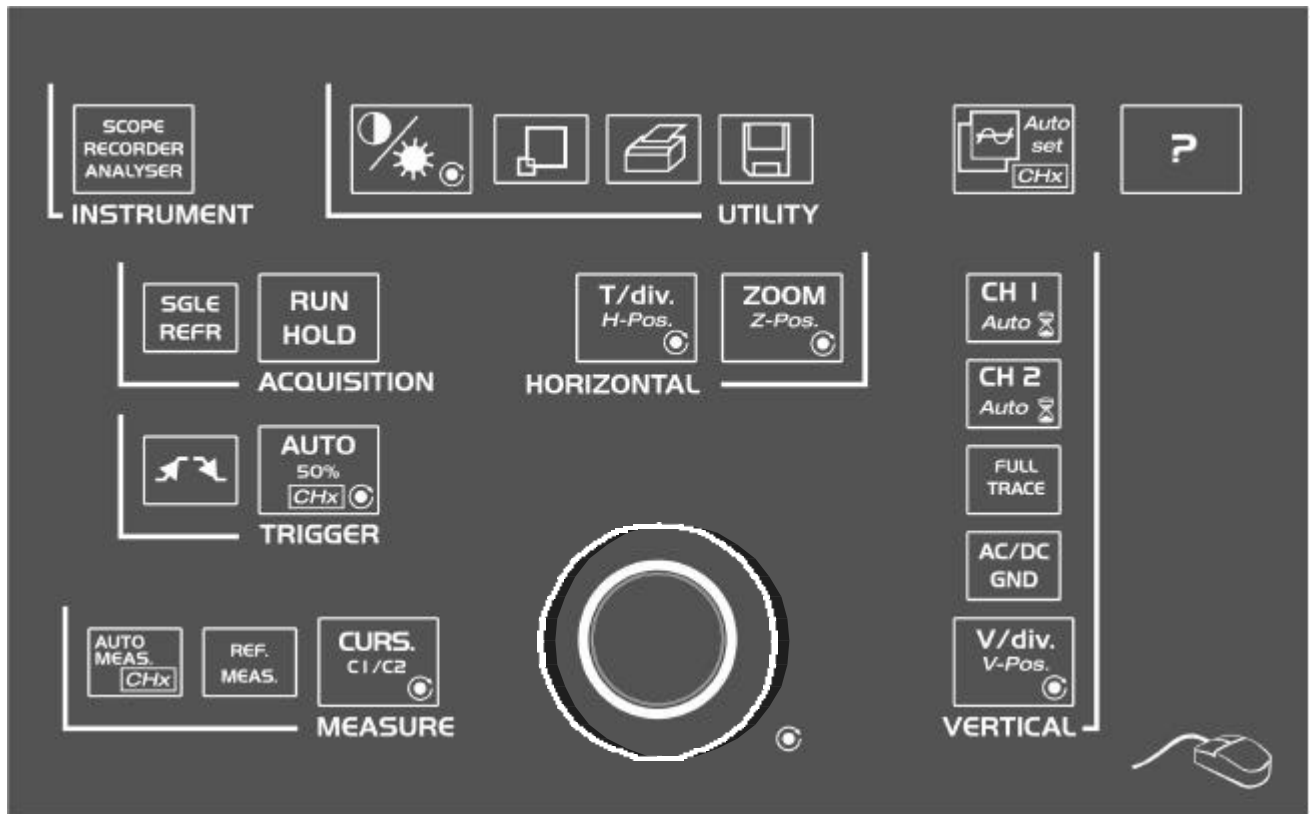 SCOPE
RECORDER
ANALYSER
INSTRUMENT
UTILITY
Auto
set
CHx
?
SGLE
REFR
RUN
HOLD
ACQUISITION
T/div.
H-Pos.
ZOOM
Z-Pos.
HORIZONTAL
CH 1
Auto
CH 2
Auto
FULL
TRACE
AC/DC
GND
V/div.
V-Pos.
VERTICAL
AUTO
50%
CHx
TRIGGER
AUTO
MEAS.
CHx
REF.
MEAS.
CURS.
C1/C2
MEASURE